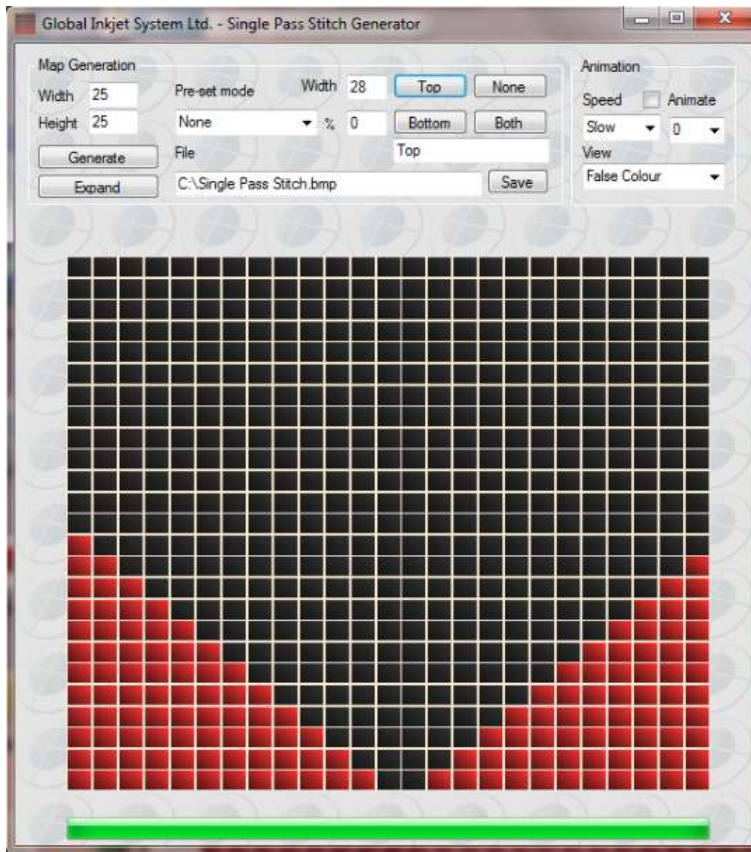 Global Inkjet System Ltd. - Single Pass Stitch Generator
Map Generation
Width 25 Pre-set mode Width 28 Top None
Height 25 None % 0 Bottom Both
Generate File Top
Expand C:\Single Pass Stitch.bmp Save
Animation
Speed Animate
Slow 0
View
False Colour